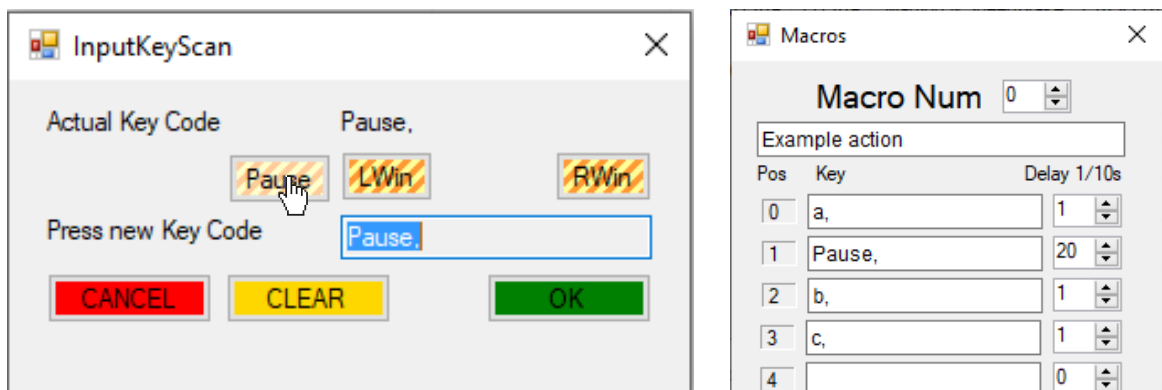 InputKeyScan
Actual Key Code Pause,
Pause LWin RWin
Press new Key Code Pause,
CANCEL CLEAR OK
Macros
Macro Num 0
Example action
Pos Key Delay 1/10s
0 a, 1
1 Pause, 20
2 b, 1
3 c, 1
4 0